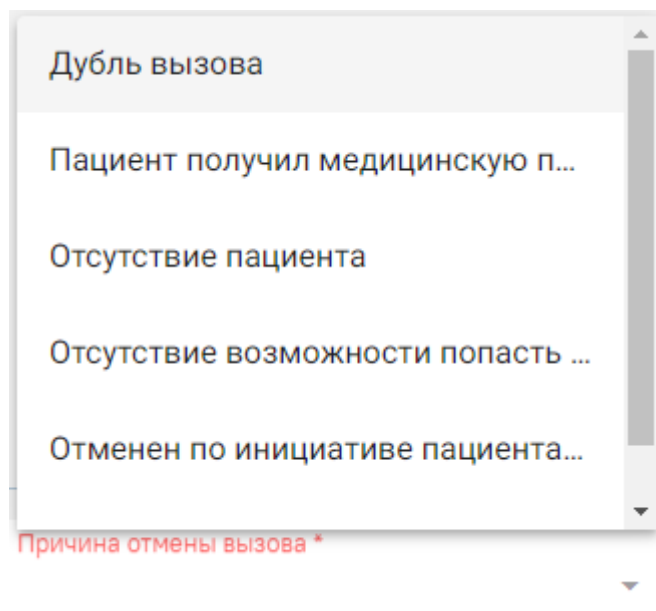 Дубль вызова
Пациент получил медицинскую п...
Отсутствие пациента
Отсутствие возможности попасть ...
Отменен по инициативе пациента...
Причина отмены вызова *